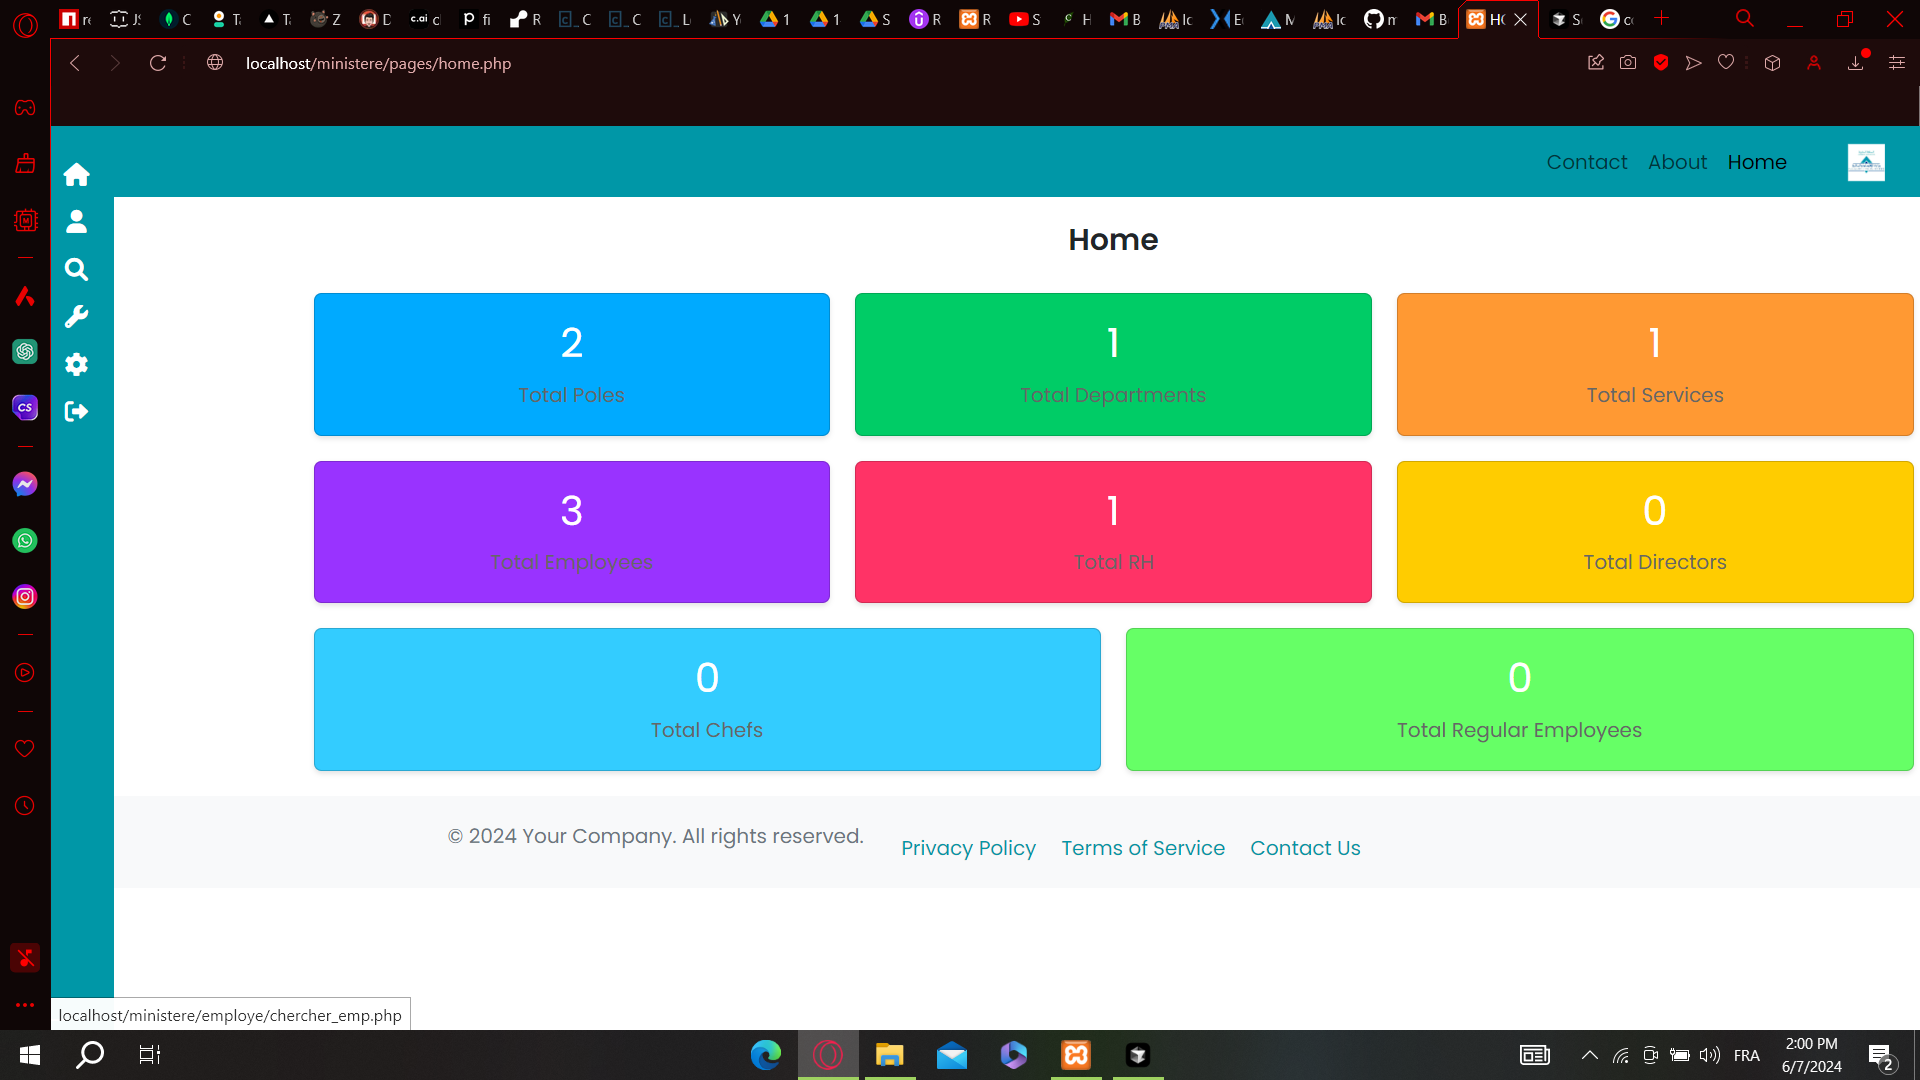 localhost/ministere/pages/home.php
Contact About Home
Home
2
Total Poles
1
Total Departments
1
Total Services
3
Total Employees
1
Total RH
0
Total Directors
0
Total Chefs
0
Total Regular Employees
© 2024 Your Company. All rights reserved.
Privacy Policy Terms of Service Contact Us
localhost/ministere/employe/chercher_emp.php
FRA
2:00 PM
6/7/2024
2